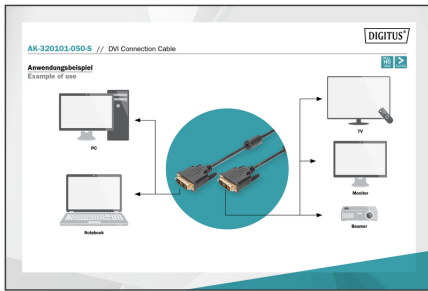 DIGITUS®
AK-320101-050-S // DVI Connection Cable
Anwendungsbeispiel
Example of use
PC
TV
Notebook
Monitor
Beamer